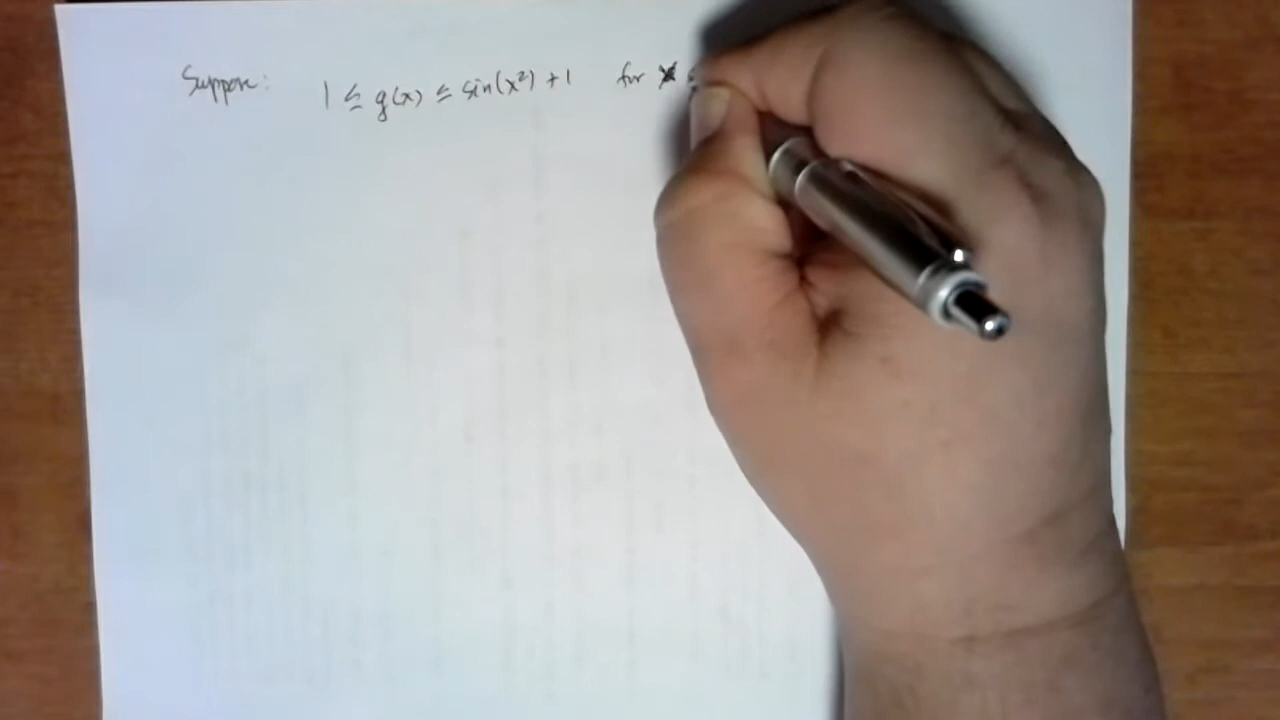 Suppose: 1 ≤ g(x) ≤ sin(x²) + 1 for x